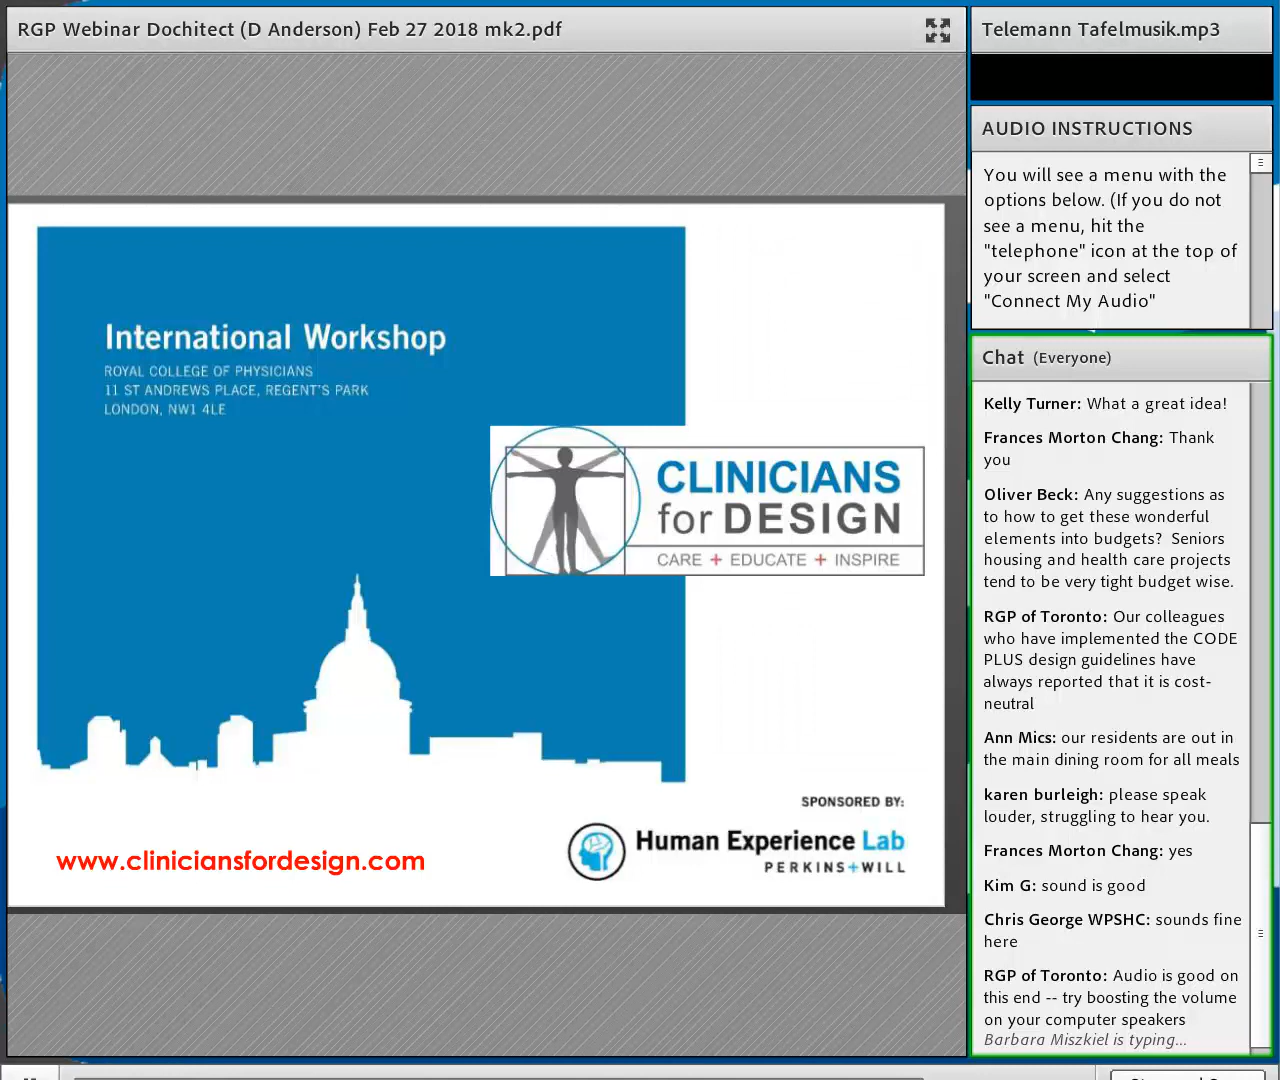 RGP Webinar Dochitect (D Anderson) Feb 27 2018 mk2.pdf
International Workshop
ROYAL COLLEGE OF PHYSICIANS
11 ST ANDREWS PLACE, REGENT'S PARK
LONDON, NW1 4LE
CLINICIANS
for DESIGN
CARE + EDUCATE + INSPIRE
SPONSORED BY:
Human Experience Lab
PERKINS+WILL
www.cliniciansfordesign.com
Telemann Tafelmusik.mp3
AUDIO INSTRUCTIONS
You will see a menu with the
options below. (If you do not
see a menu, hit the
"telephone" icon at the top of
your screen and select
"Connect My Audio"
Chat (Everyone)
Kelly Turner: What a great idea!
Frances Morton Chang: Thank
you
Oliver Beck: Any suggestions as
to how to get these wonderful
elements into budgets? Seniors
housing and health care projects
tend to be very tight budget wise.
RGP of Toronto: Our colleagues
who have implemented the CODE
PLUS design guidelines have
always reported that it is cost-
neutral
Ann Mics: our residents are out in
the main dining room for all meals
karen burleigh: please speak
louder, struggling to hear you.
Frances Morton Chang: yes
Kim G: sound is good
Chris George WPSHC: sounds fine
here
RGP of Toronto: Audio is good on
this end -- try boosting the volume
on your computer speakers
Barbara Miszkiel is typing...